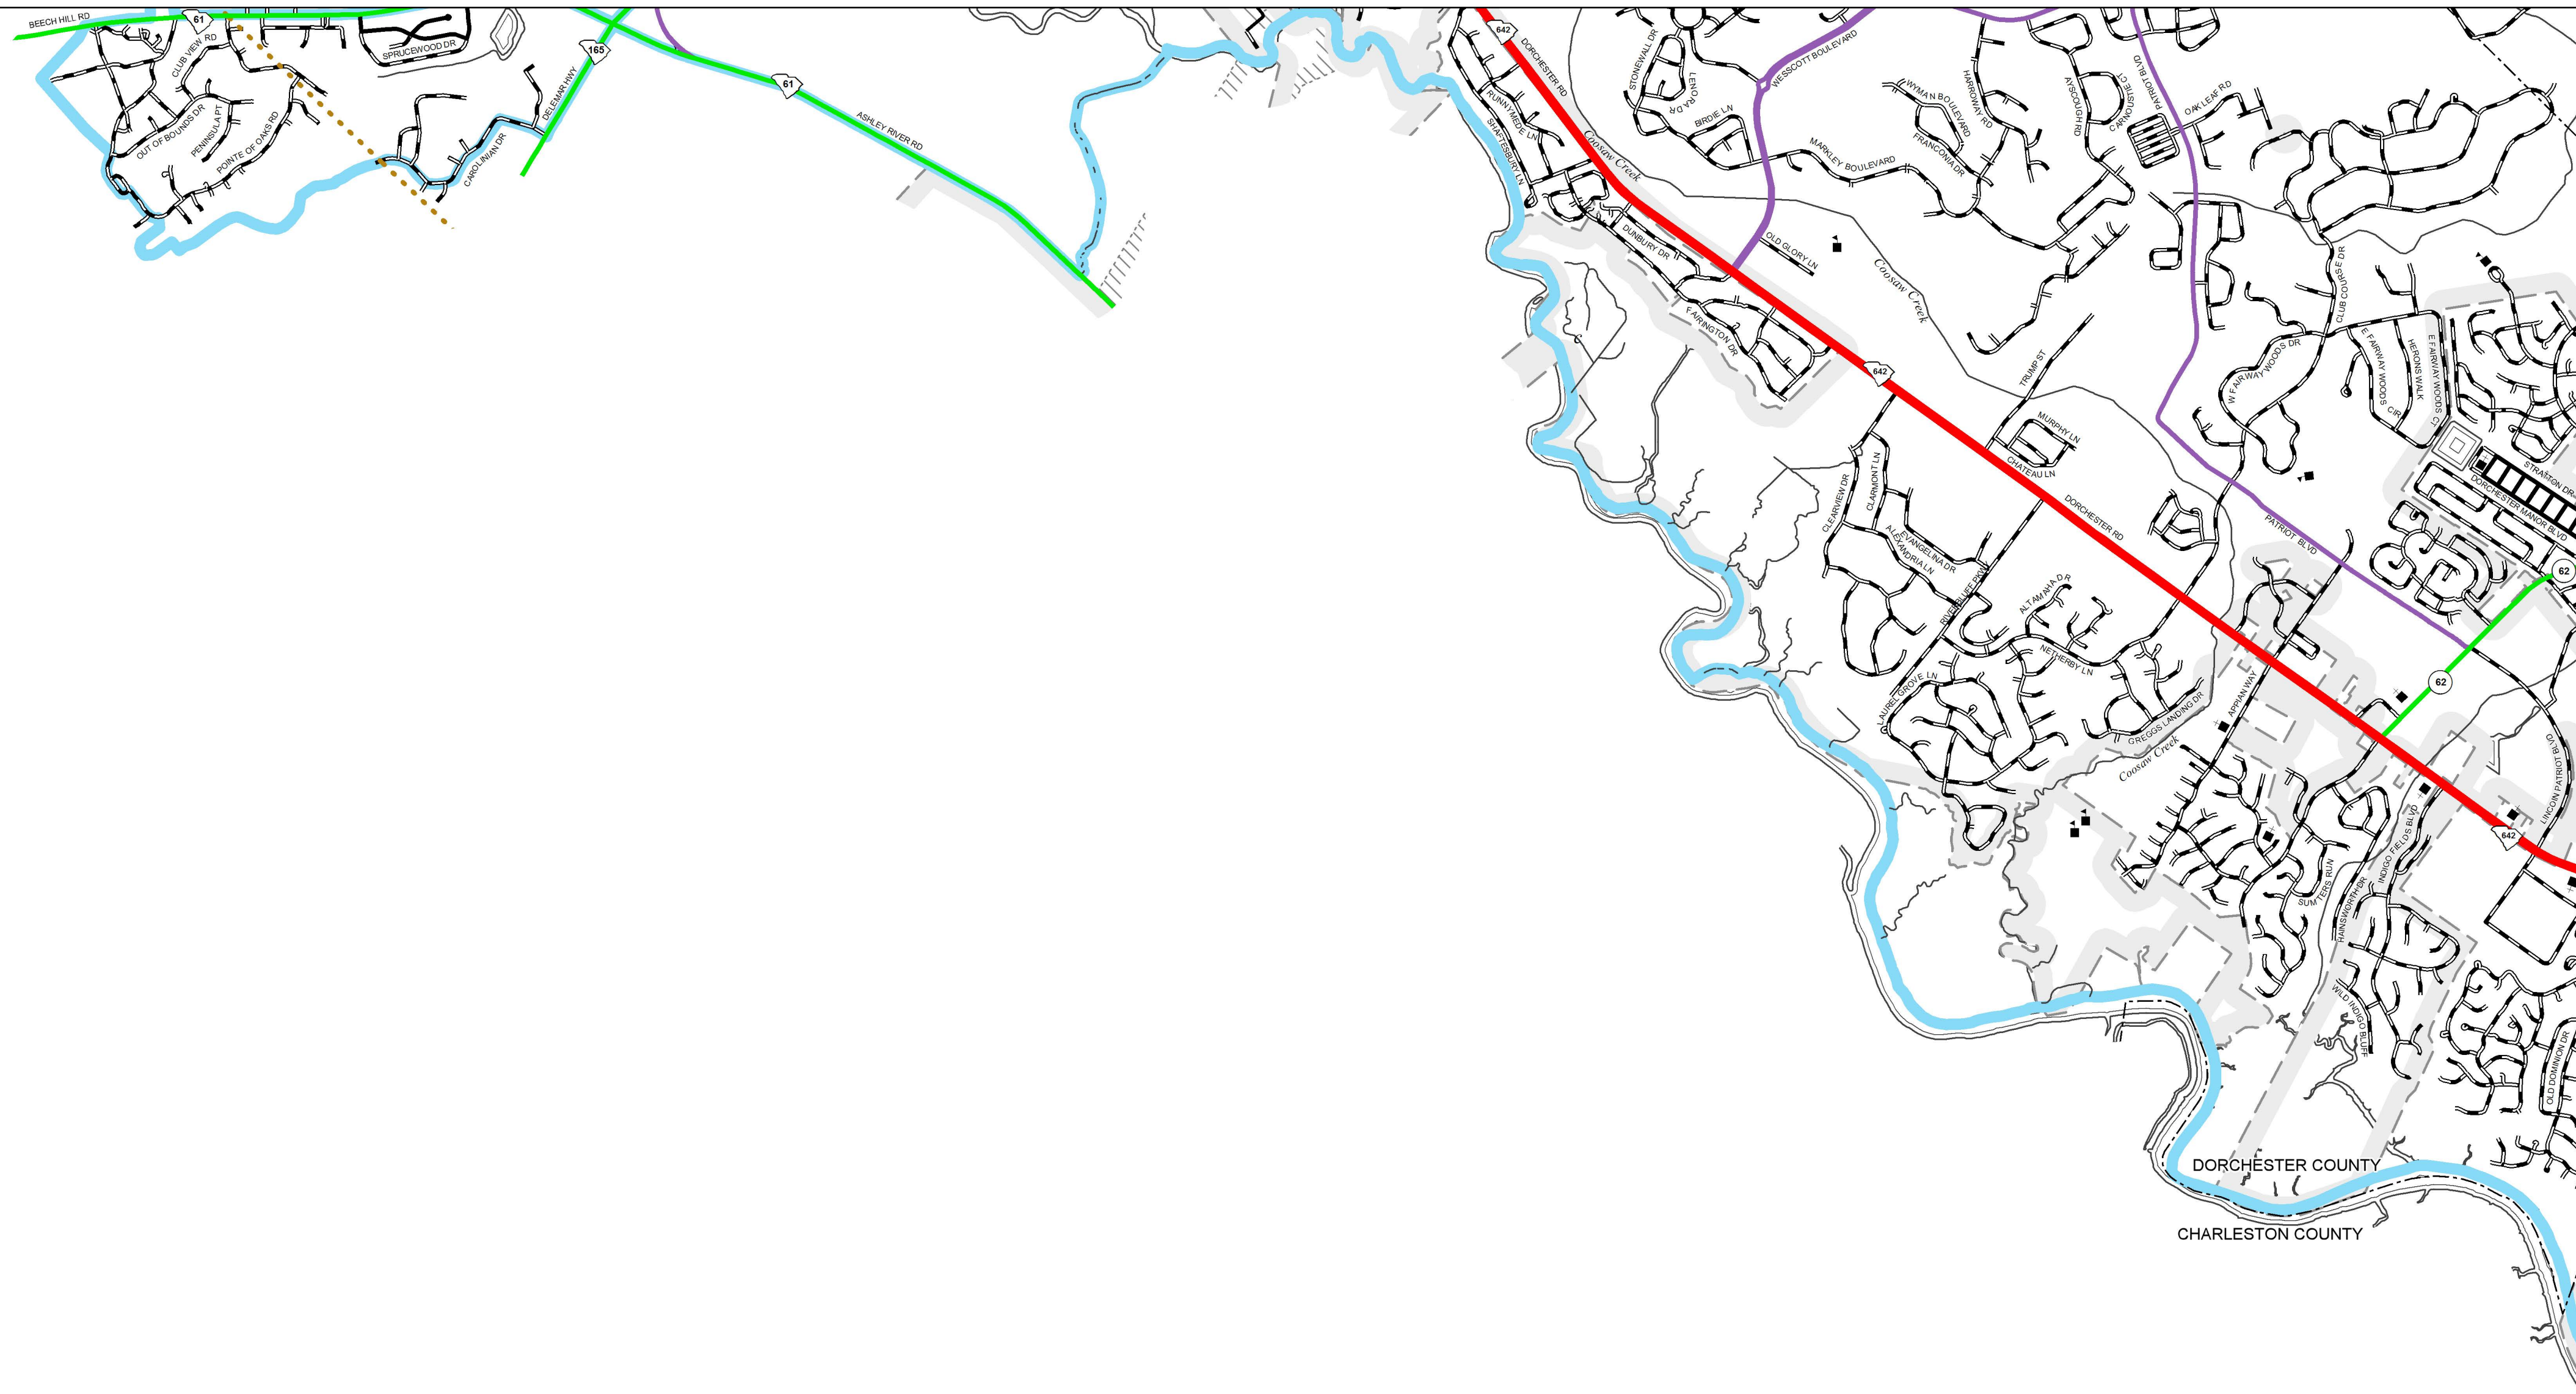 BEECH HILL RD
61
CLUB VIEW RD
SPRUCEWOOD DR
OUT OF BOUNDS DR
PENINSULA PT
POINTE OF OAKS RD
CAROLINIAN DR
DELEMAR HWY
165
61
ASHLEY RIVER RD
642
DORCHESTER RD
RUNNYMEDE LN
SHAFTESBURY LN
Coosaw Creek
STONEWALL DR
LENORA DR
BIRDIE LN
WESSCOTT BOULEVARD
MARKLEY BOULEVARD
WYMAN BOULEVARD
FRANCONIA DR
HARROWAY RD
AYSCOUGH RD
CARNOUSTIE CT
PATRIOT BLVD
OAK LEAF RD
DUNBURY DR
OLD GLORY LN
Coosaw Creek
FAIRINGTON DR
642
TRUMP ST
CLUB COURSE DR
W FAIRWAY WOODS DR
E FAIRWAY WOODS
CIR
HERONS WALK
E FAIRWAY WOODS CT
MURPHY LN
CHATEAU LN
STRATTON DR
DORCHESTER MANOR BLVD
CLEARVIEW DR
CLARMONT LN
EVANGELINA DR
ALEXANDRIA LN
DORCHESTER RD
PATRIOT BLVD
62
RIVERBLUFF PKWY
ALTAMAHA DR
NETHERBY LN
LAUREL GROVE LN
GREGGS LANDING DR
Coosaw Creek
APPIAN WAY
62
LINCOLN PATRIOT BLVD
642
INDIGO FIELDS BLVD
SUMTERS RUN
HAINSWORTH DR
WILD INDIGO BLUFF
OLD DOMINION DR
DORCHESTER COUNTY
CHARLESTON COUNTY